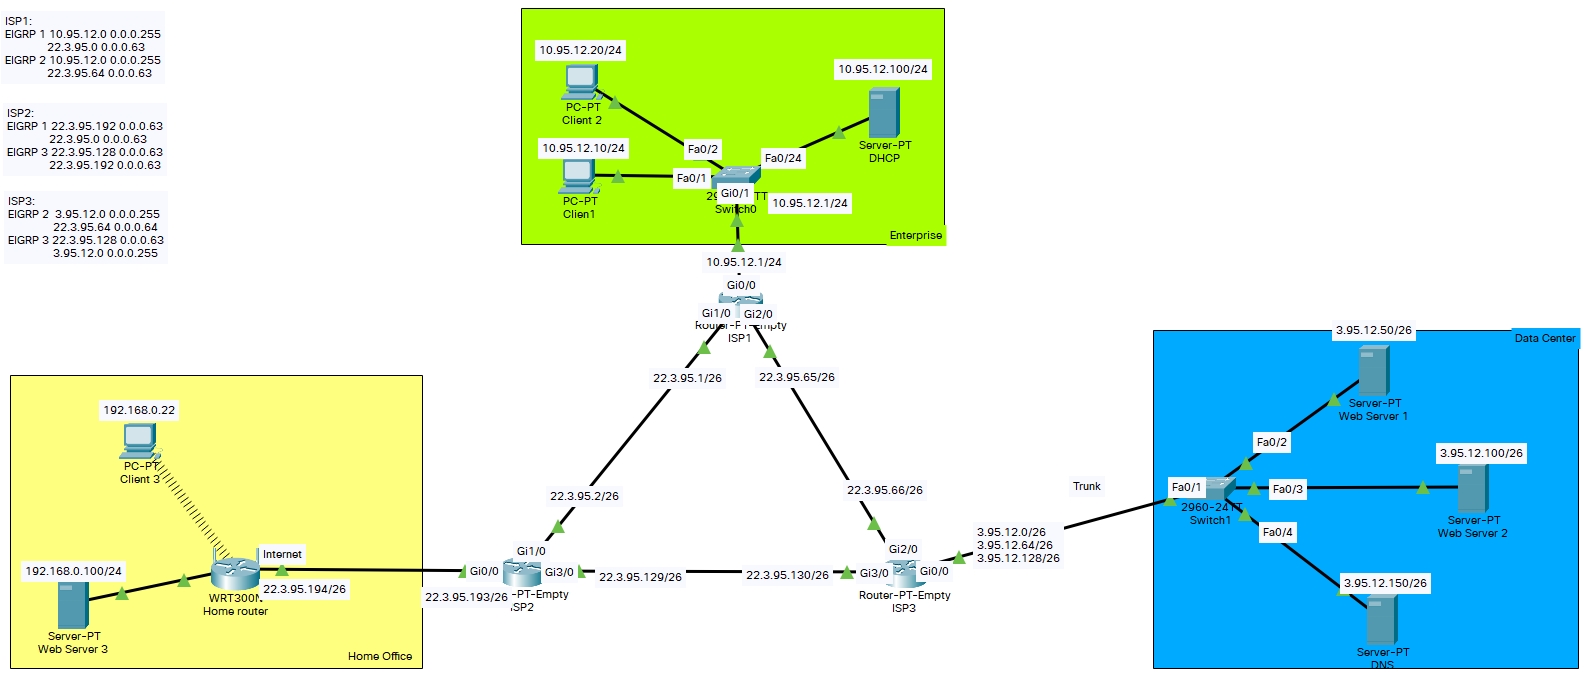 ISP1:
EIGRP 1 10.95.12.0 0.0.0.255
22.3.95.0 0.0.0.63
EIGRP 2 10.95.12.0 0.0.0.255
22.3.95.64 0.0.0.63
ISP2:
EIGRP 1 22.3.95.192 0.0.0.63
22.3.95.0 0.0.0.63
EIGRP 3 22.3.95.128 0.0.0.63
22.3.95.192 0.0.0.63
ISP3:
EIGRP 2 3.95.12.0 0.0.0.255
22.3.95.64 0.0.0.64
EIGRP 3 22.3.95.128 0.0.0.63
3.95.12.0 0.0.0.255
10.95.12.20/24
PC-PT
Client 2
10.95.12.100/24
Server-PT
DHCP
10.95.12.10/24
PC-PT
Clien1
Fa0/2
Fa0/24
Fa0/1
Gi0/1
Switch0
10.95.12.1/24
Enterprise
10.95.12.1/24
Gi0/0
Gi1/0
Gi2/0
Router-PT-Empty
ISP1
22.3.95.1/26
22.3.95.65/26
22.3.95.2/26
22.3.95.66/26
192.168.0.22
PC-PT
Client 3
Internet
192.168.0.100/24
22.3.95.194/26
WRT300N
Home router
Server-PT
Web Server 3
Home Office
22.3.95.193/26
Gi0/0
Gi1/0
Gi3/0
-PT-Empty
ISP2
22.3.95.129/26
22.3.95.130/26
Gi2/0
Gi3/0
Gi0/0
Router-PT-Empty
ISP3
3.95.12.0/26
3.95.12.64/26
3.95.12.128/26
Trunk
3.95.12.50/26
Data Center
Server-PT
Web Server 1
Fa0/2
3.95.12.100/26
Fa0/1
Fa0/3
2960-24TT
Switch1
Server-PT
Web Server 2
Fa0/4
3.95.12.150/26
Server-PT
DNS